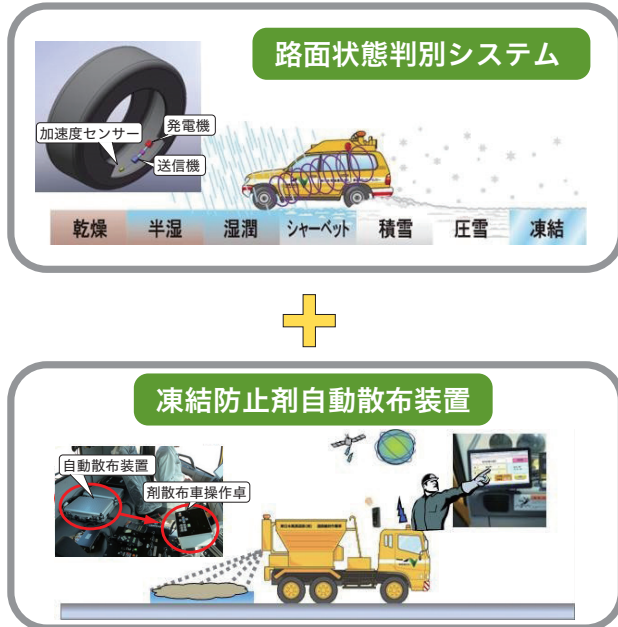 路面状態判別システム
発電機
加速度センサー
送信機
乾燥 半湿 湿潤 シャーベット 積雪 圧雪 凍結
凍結防止剤自動散布装置
自動散布装置
剤散布車操作卓